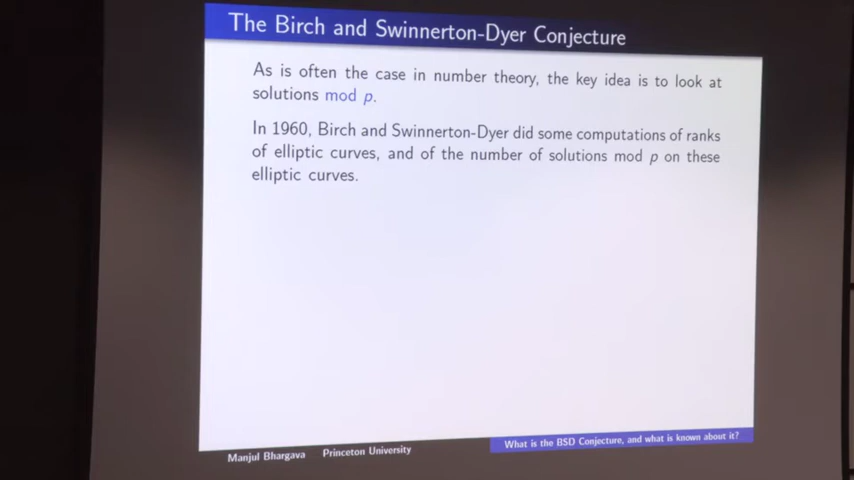 The Birch and Swinnerton-Dyer Conjecture
As is often the case in number theory, the key idea is to look at
solutions mod p.
In 1960, Birch and Swinnerton-Dyer did some computations of ranks
of elliptic curves, and of the number of solutions mod p on these
elliptic curves.
Manjul Bhargava Princeton University
What is the BSD Conjecture, and what is known about it?